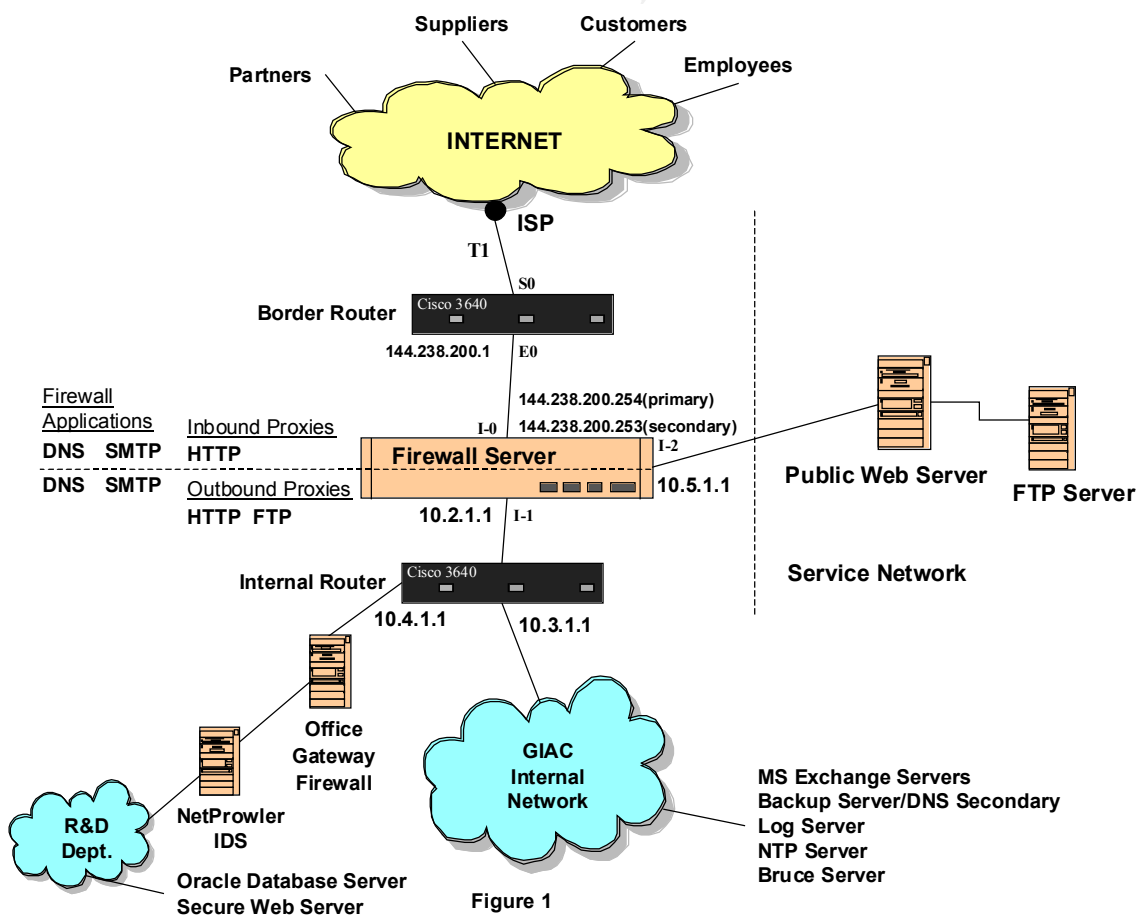 Suppliers
Customers
Partners
Employees
INTERNET
ISP
T1
S0
Cisco 3640
Border Router
144.238.200.1
E0
Firewall
Applications
Inbound Proxies
DNS SMTP
HTTP
144.238.200.254(primary)
I-0
144.238.200.253(secondary)
I-2
Firewall Server
DNS SMTP
Outbound Proxies
HTTP FTP
10.5.1.1
10.2.1.1
I-1
Public Web Server
FTP Server
Service Network
Internal Router
Cisco 3640
10.4.1.1
10.3.1.1
Office
Gateway
Firewall
NetProwler
IDS
R&D
Dept.
Oracle Database Server
Secure Web Server
GIAC
Internal
Network
MS Exchange Servers
Backup Server/DNS Secondary
Log Server
NTP Server
Bruce Server
Figure 1